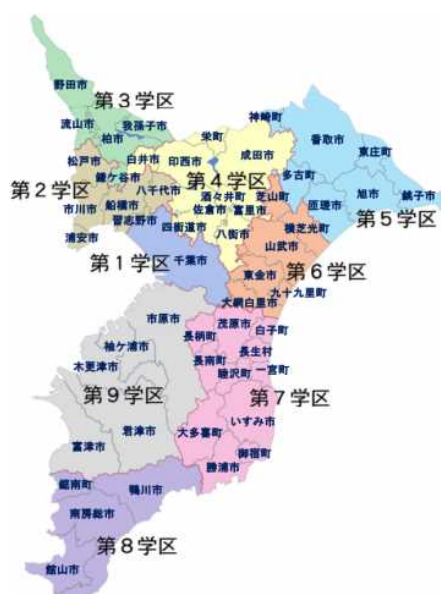 野田市
第3学区
流山市
我孫子市
柏市
神崎町
香取市
東庄町
栄町
松戸市
白井市
印西市
成田市
鎌ケ谷市
第4学区
多古町
旭市
銚子市
第2学区
八千代市
酒々井町
芝山町
匝瑳市
市川市
船橋市
佐倉市
富里市
第5学区
習志野市
四街道市
八街市
横芝光町
浦安市
山武市
第1学区
千葉市
第6学区
東金市
九十九里町
大網白里市
市原市
茂原市
白子町
長柄町
袖ケ浦市
長生村
木更津市
長南町
睦沢町
一宮町
第9学区
第7学区
君津市
大多喜町
いすみ市
富津市
御宿町
勝浦市
鋸南町
鴨川市
南房総市
第8学区
館山市